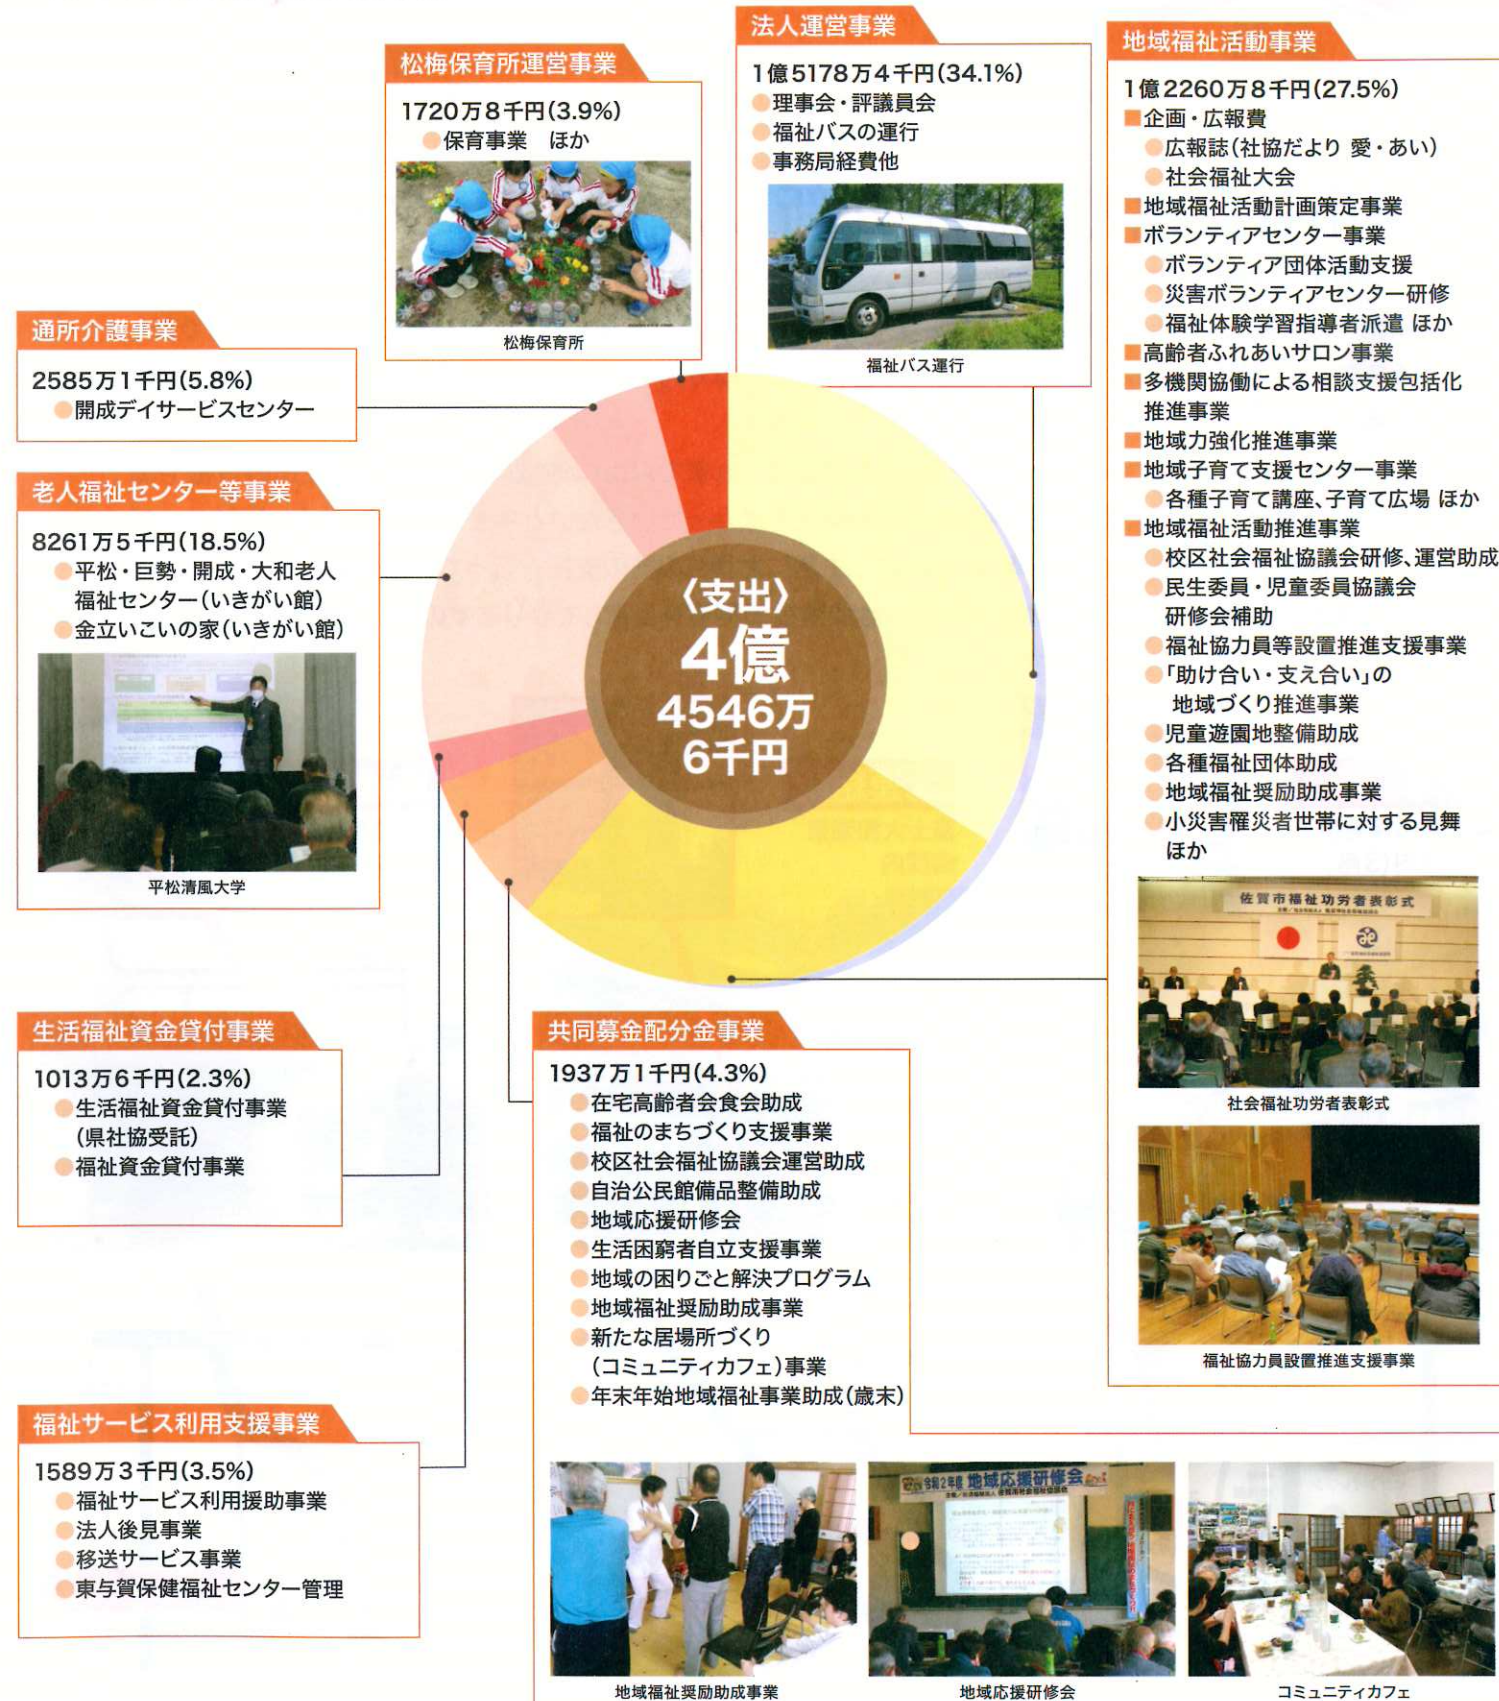 松梅保育所運営事業
1720万8千円(3.9%)
●保育事業　ほか
松梅保育所
法人運営事業
1億5178万4千円(34.1%)
●理事会・評議員会
●福祉バスの運行
●事務局経費他
福祉バス運行
地域福祉活動事業
1億2260万8千円(27.5%)
■企画・広報費
●広報誌(社協だより 愛・あい)
●社会福祉大会
■地域福祉活動計画策定事業
■ボランティアセンター事業
●ボランティア団体活動支援
●災害ボランティアセンター研修
●福祉体験学習指導者派遣 ほか
■高齢者ふれあいサロン事業
■多機関協働による相談支援包括化
推進事業
■地域力強化推進事業
■地域子育て支援センター事業
●各種子育て講座、子育て広場 ほか
■地域福祉活動推進事業
●校区社会福祉協議会研修、運営助成
●民生委員・児童委員協議会
研修会補助
●福祉協力員等設置推進支援事業
●「助け合い・支え合い」の
地域づくり推進事業
●児童遊園地整備助成
●各種福祉団体助成
●地域福祉奨励助成事業
●小災害罹災者世帯に対する見舞
ほか
佐賀市福祉功労者表彰式
社会福祉功労者表彰式
福祉協力員設置推進支援事業
通所介護事業
2585万1千円(5.8%)
●開成デイサービスセンター
老人福祉センター等事業
8261万5千円(18.5%)
●平松・巨勢・開成・大和老人
福祉センター(いきがい館)
●金立いこいの家(いきがい館)
平松清風大学
〈支出〉
4億
4546万
6千円
生活福祉資金貸付事業
1013万6千円(2.3%)
●生活福祉資金貸付事業
(県社協受託)
●福祉資金貸付事業
福祉サービス利用支援事業
1589万3千円(3.5%)
●福祉サービス利用援助事業
●法人後見事業
●移送サービス事業
●東与賀保健福祉センター管理
共同募金配分金事業
1937万1千円(4.3%)
●在宅高齢者会食会助成
●福祉のまちづくり支援事業
●校区社会福祉協議会運営助成
●自治公民館備品整備助成
●地域応援研修会
●生活困窮者自立支援事業
●地域の困りごと解決プログラム
●地域福祉奨励助成事業
●新たな居場所づくり
(コミュニティカフェ)事業
●年末年始地域福祉事業助成(歳末)
地域福祉奨励助成事業
令和2年度 地域応援研修会
地域応援研修会
コミュニティカフェ